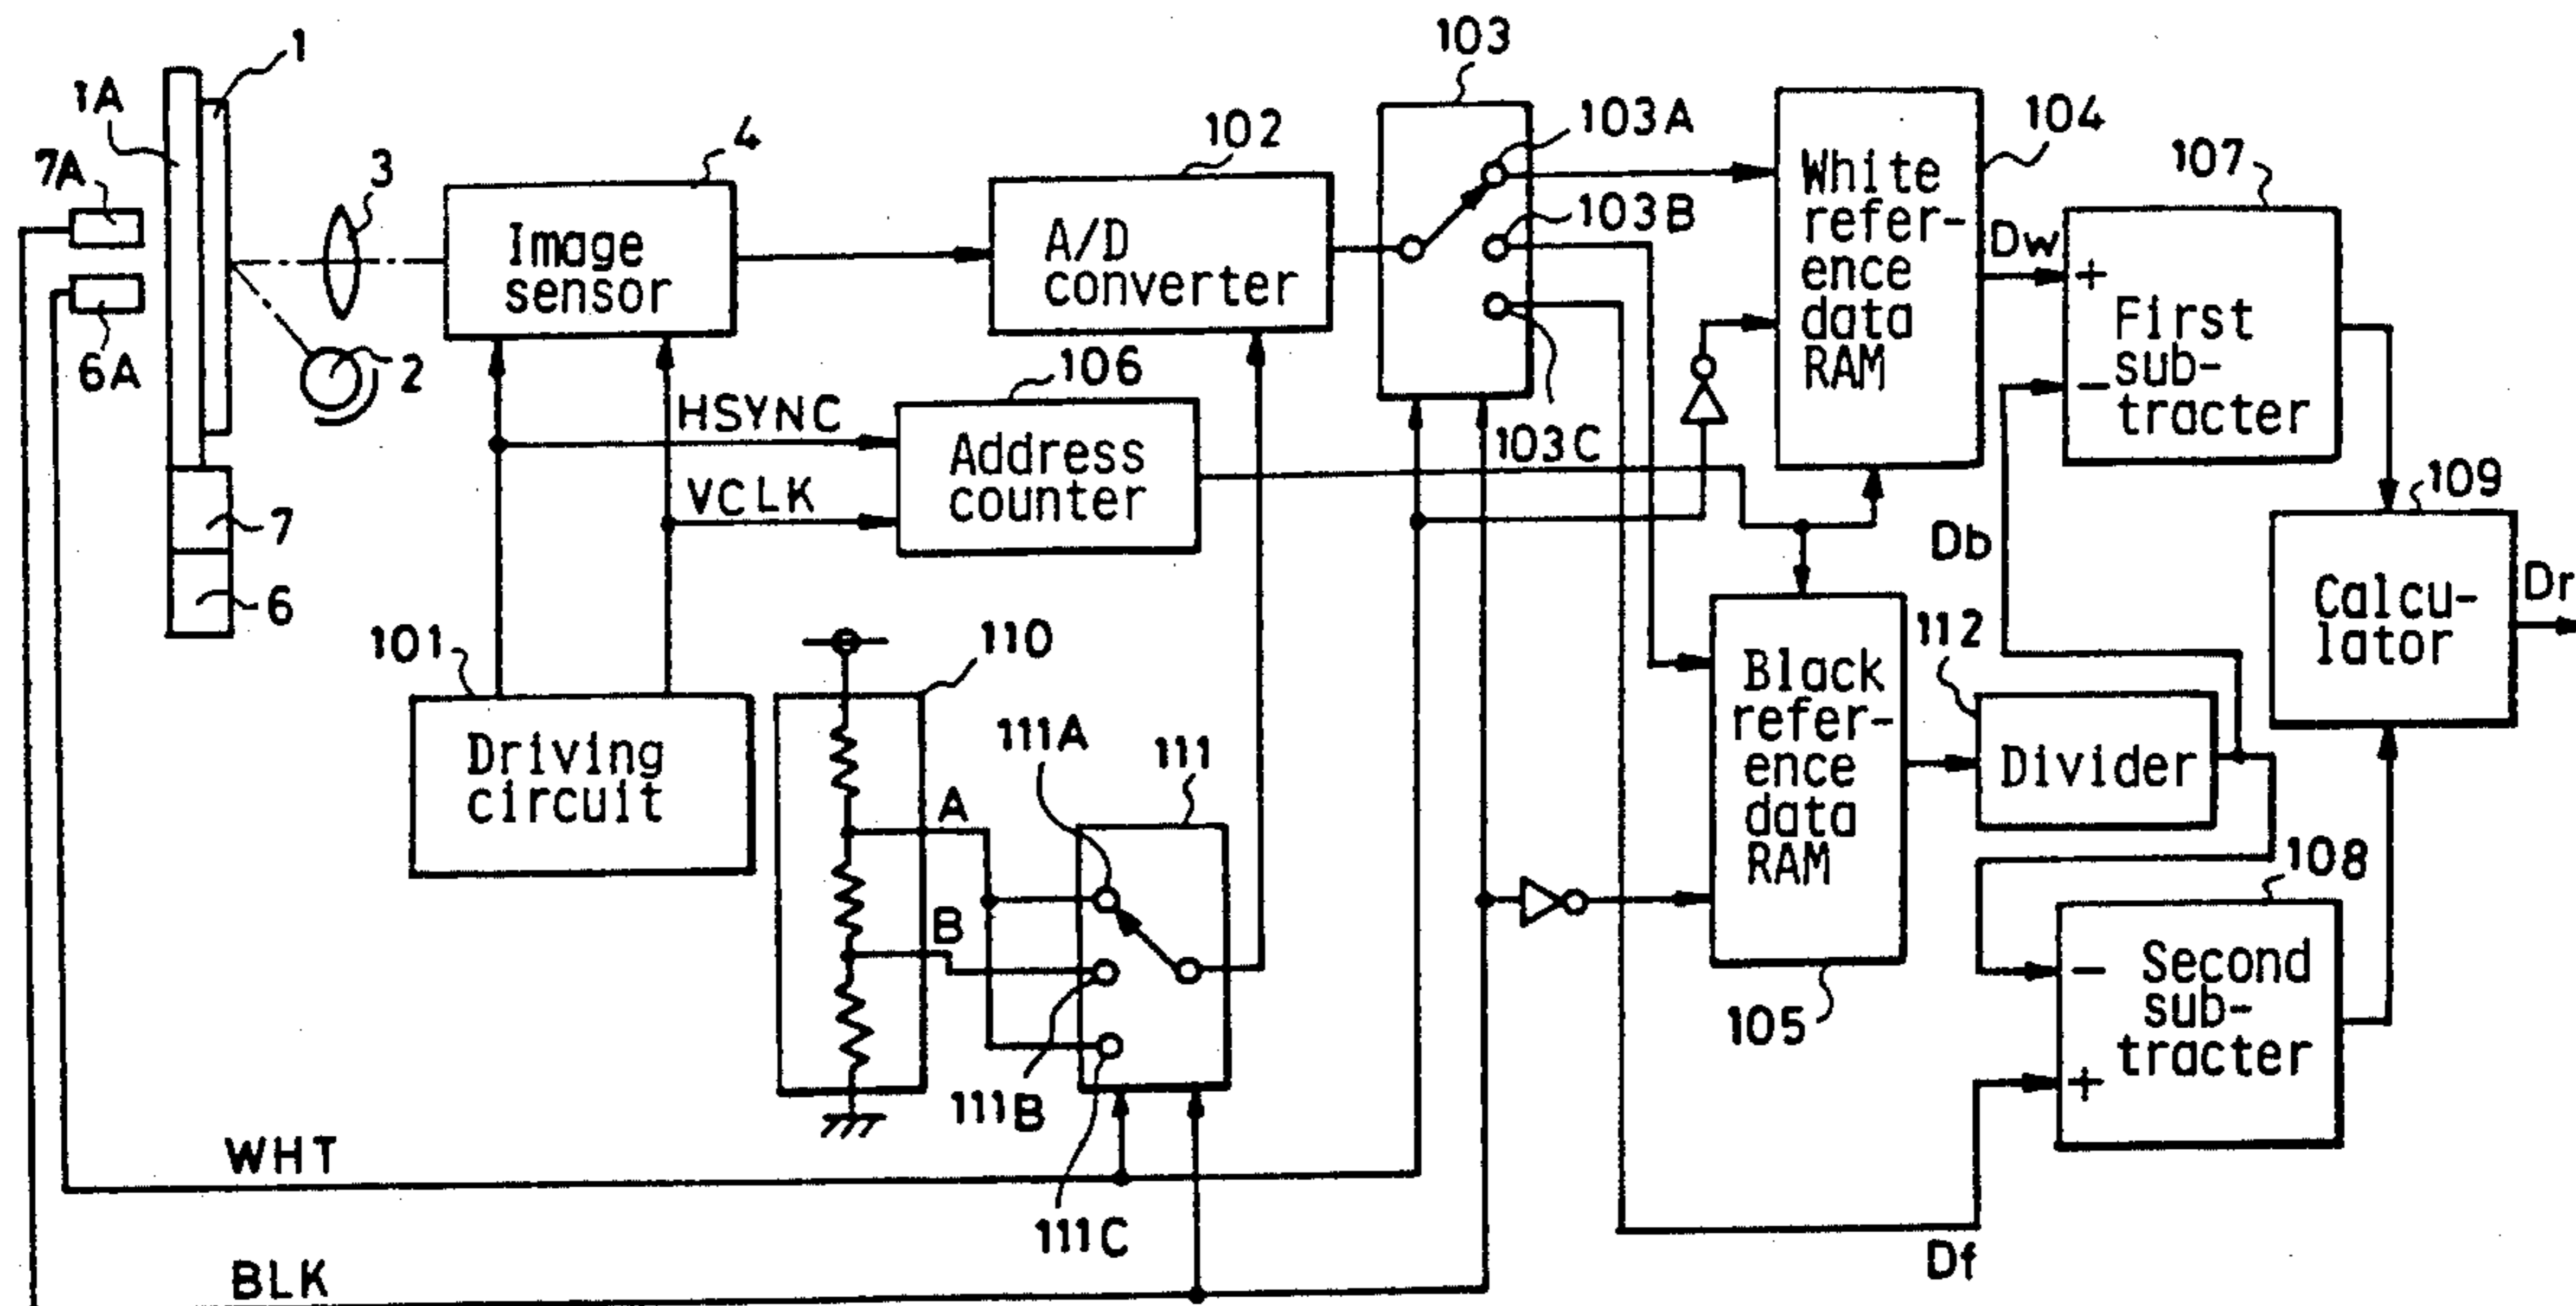 103
1
1A
7A
3
4
102
103A
104
107
White
refer-
ence
data
RAM
103B
Dw
Image
sensor
A/D
converter
+
First
sub-
tracter
−
6A
2
106
HSYNC
103C
Address
counter
109
VCLK
7
Db
Calcu-
lator
Dr
6
101
110
112
Black
refer-
ence
data
RAM
Driving
circuit
111A
111
Divider
A
108
B
−
Second
sub-
tracter
105
+
111B
WHT
111C
Df
BLK